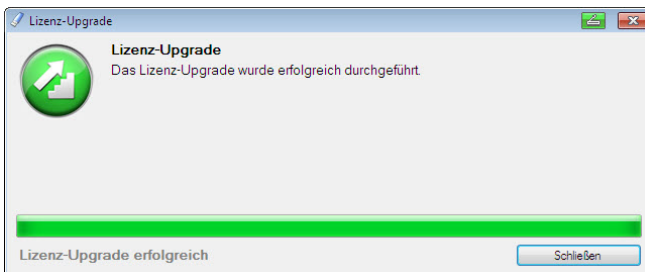 Lizenz-Upgrade
Lizenz-Upgrade
Das Lizenz-Upgrade wurde erfolgreich durchgeführt.
Lizenz-Upgrade erfolgreich
Schließen